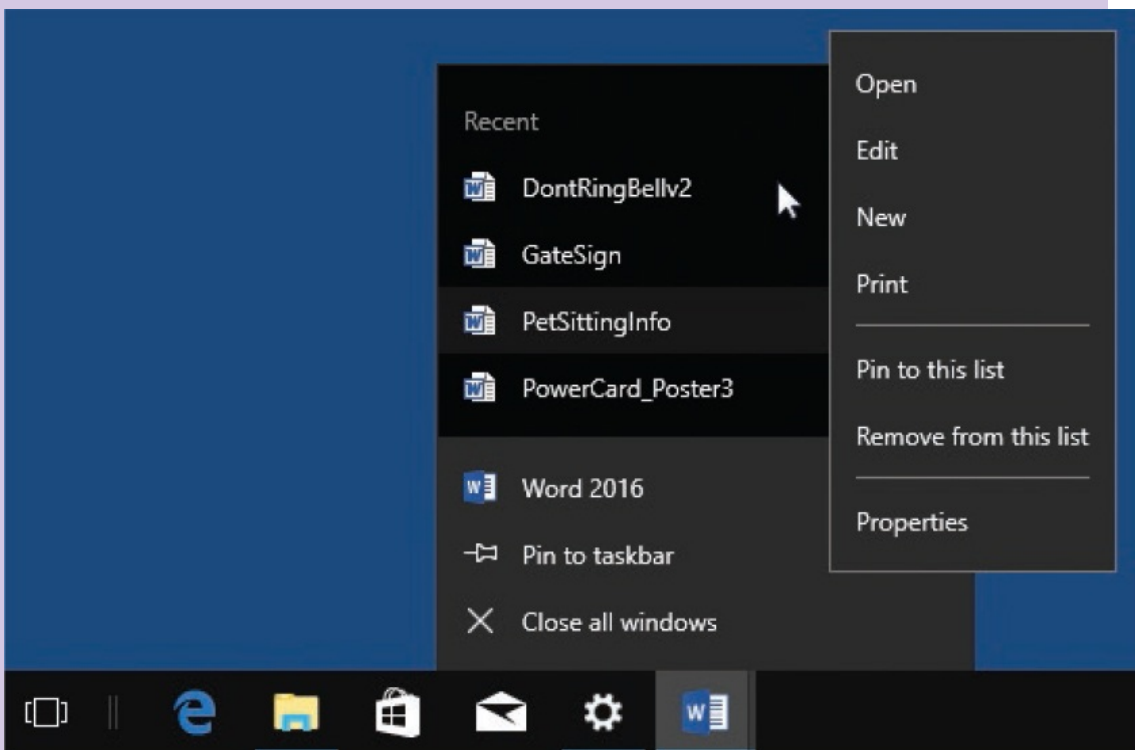 Recent
DontRingBellv2
GateSign
PetSittingInfo
PowerCard_Poster3
Word 2016
Pin to taskbar
Close all windows
Open
Edit
New
Print
Pin to this list
Remove from this list
Properties